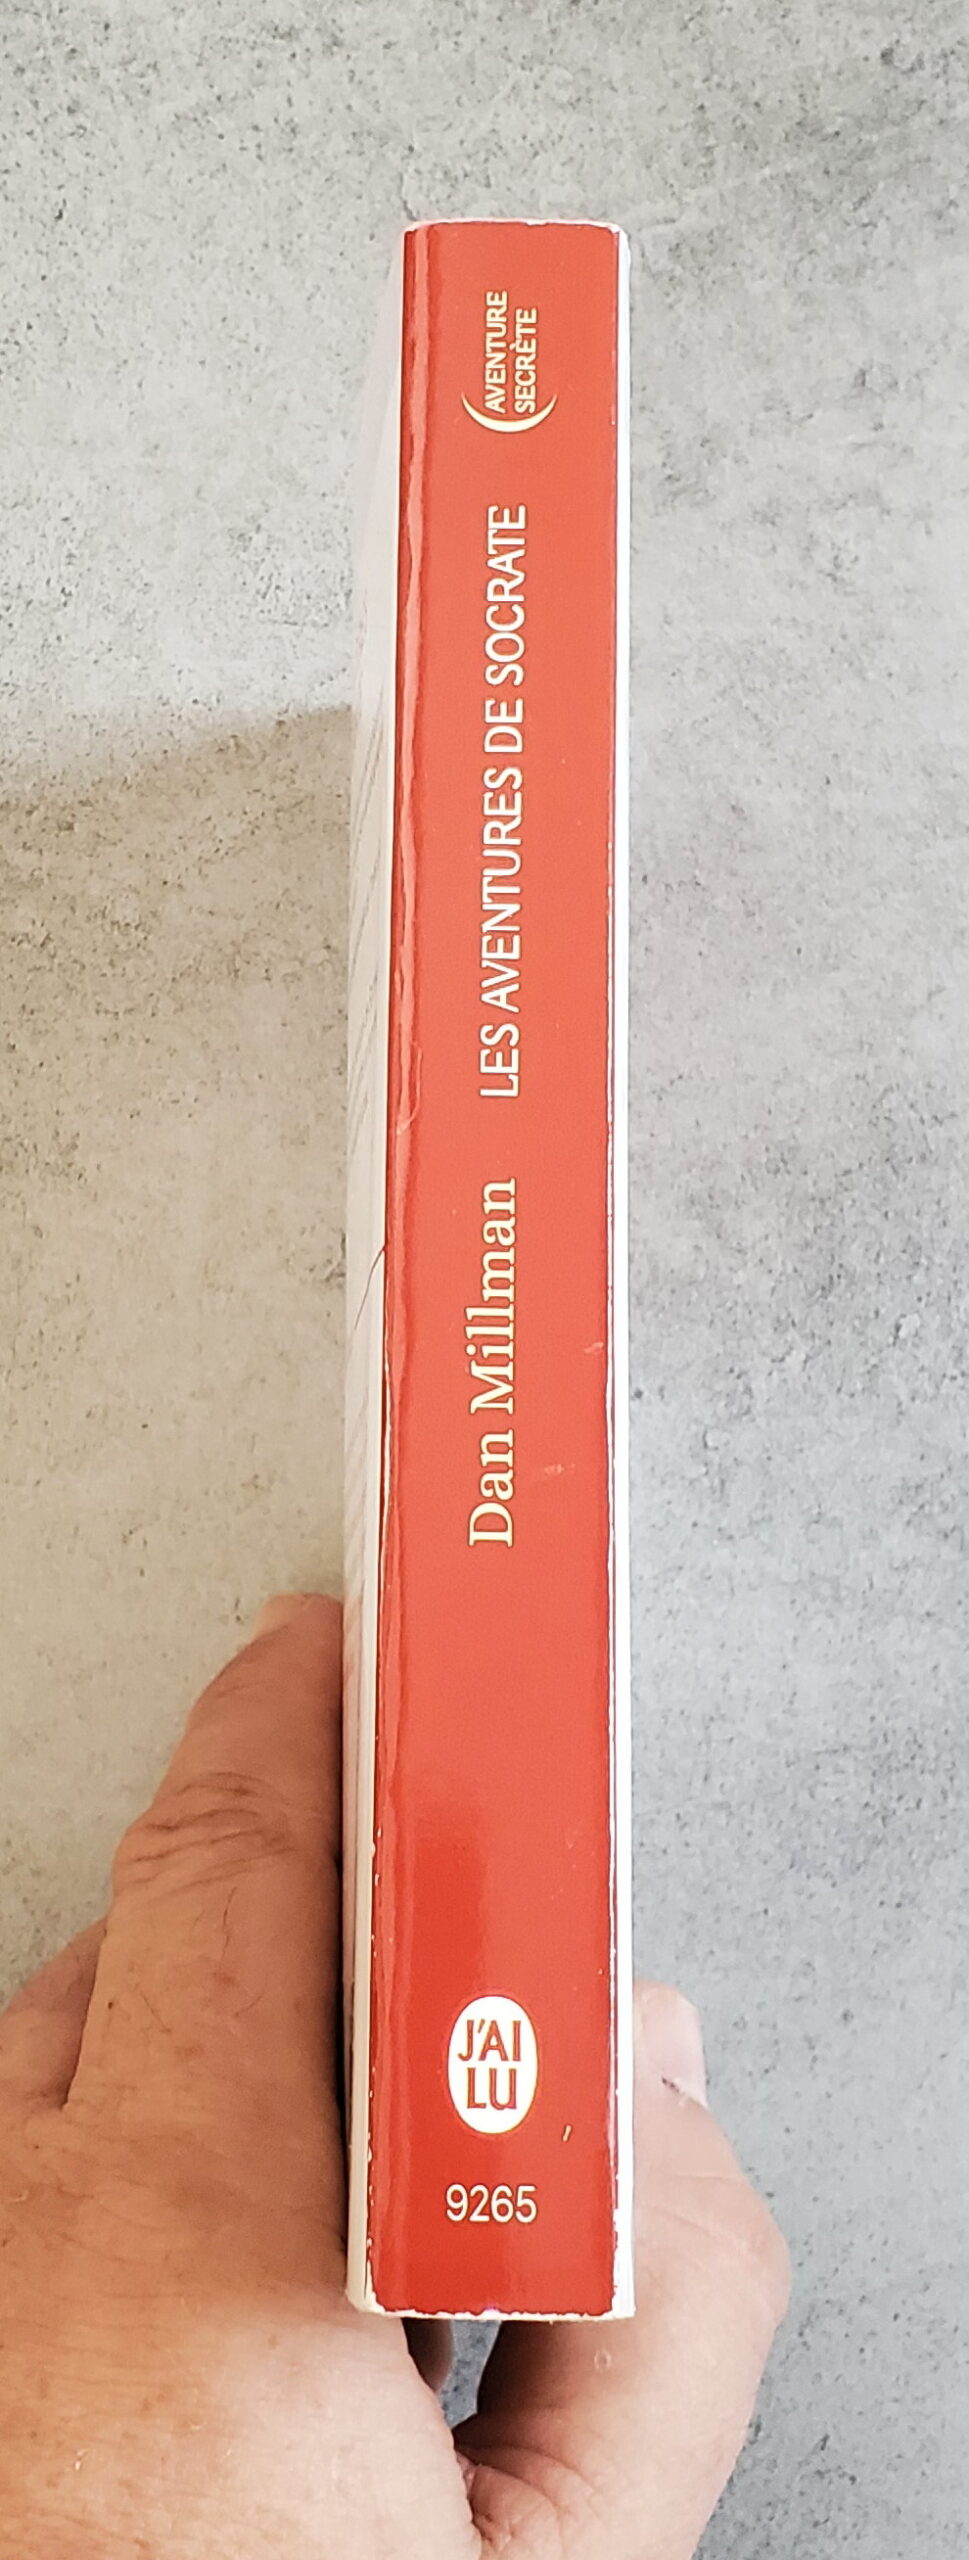 AVENTURE
SECRÈTE
LES AVENTURES DE SOCRATE
Dan Millman
J'AI
LU
9265